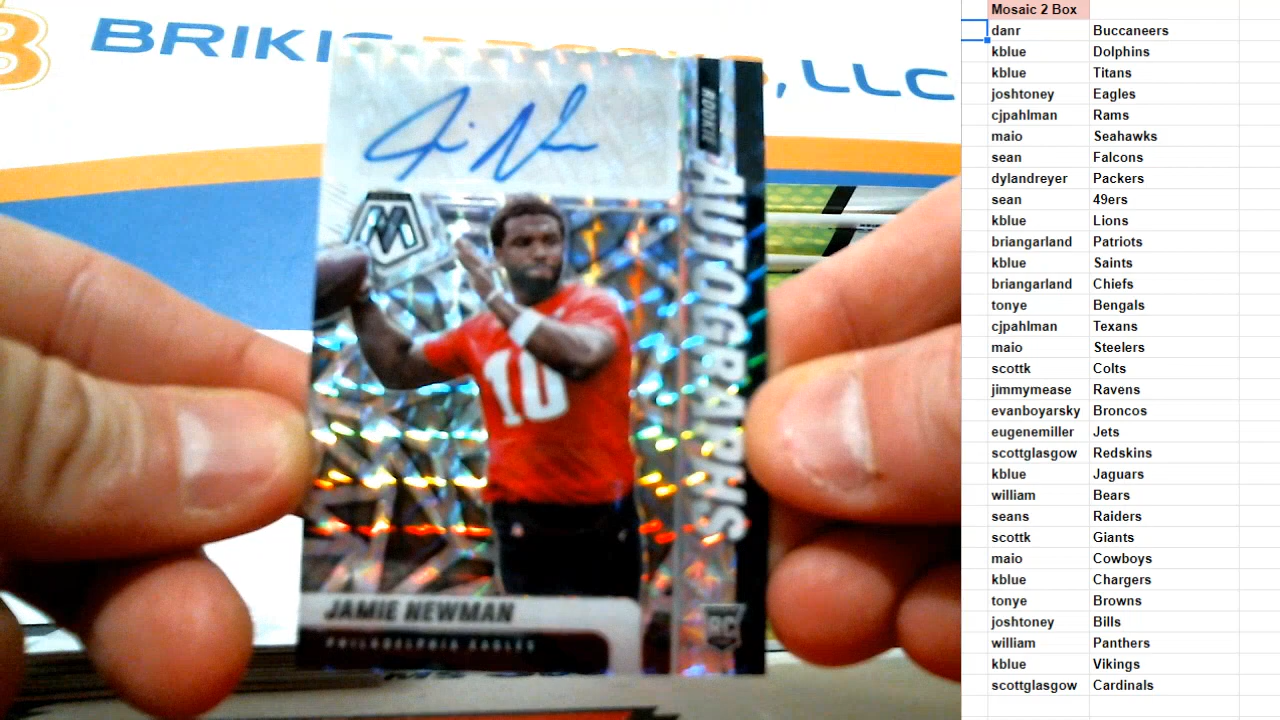 BRIKI
, LLC
ROOKIE
AUTOGRAPHS
10
JAMIE NEWMAN
PHILADELPHIA EAGLES
RC
Mosaic 2 Box
danr Buccaneers
kblue Dolphins
kblue Titans
joshtoney Eagles
cjpahlman Rams
maio Seahawks
sean Falcons
dylandreyer Packers
sean 49ers
kblue Lions
briangarland Patriots
kblue Saints
briangarland Chiefs
tonye Bengals
cjpahlman Texans
maio Steelers
scottk Colts
jimmymease Ravens
evanboyarsky Broncos
eugenemiller Jets
scottglasgow Redskins
kblue Jaguars
william Bears
seans Raiders
scottk Giants
maio Cowboys
kblue Chargers
tonye Browns
joshtoney Bills
william Panthers
kblue Vikings
scottglasgow Cardinals